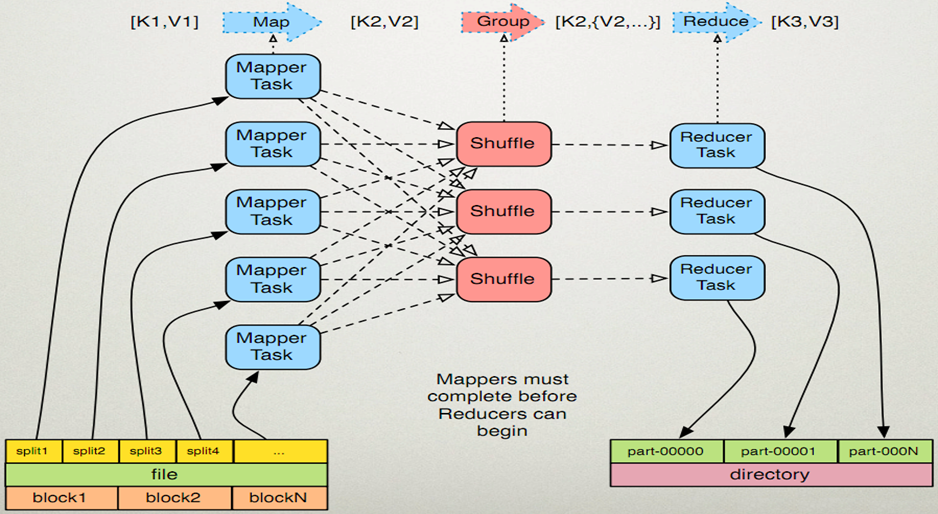 [K1,V1] Map [K2,V2] Group [K2,{V2,...}] Reduce [K3,V3]
Mapper
Task
Mapper
Task
Mapper
Task
Mapper
Task
Mapper
Task
Shuffle
Shuffle
Shuffle
Reducer
Task
Reducer
Task
Reducer
Task
Mappers must
complete before
Reducers can
begin
split1 split2 split3 split4 ...
file
block1 block2 blockN
part-00000 part-00001 part-000N
directory